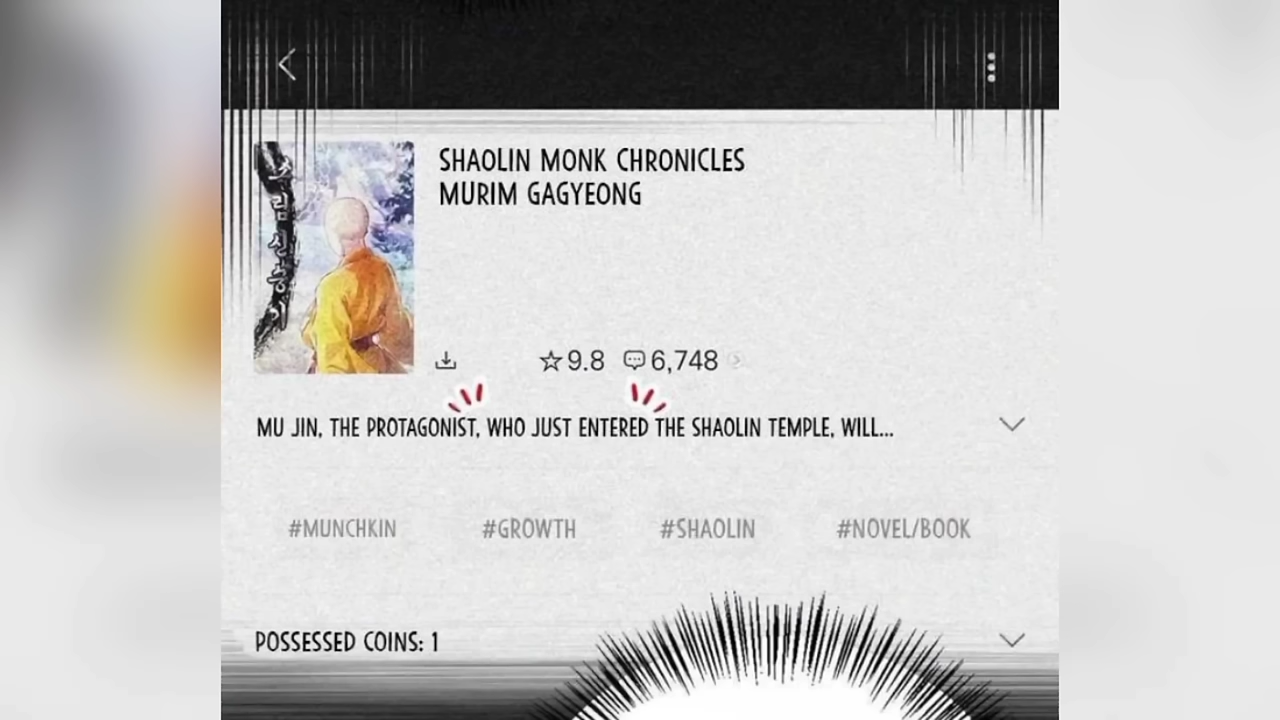 SHAOLIN MONK CHRONICLES
MURIM GAGYEONG
9.8 6,748
MU JIN, THE PROTAGONIST, WHO JUST ENTERED THE SHAOLIN TEMPLE, WILL...
#MUNCHKIN #GROWTH #SHAOLIN #NOVEL/BOOK
POSSESSED COINS: 1